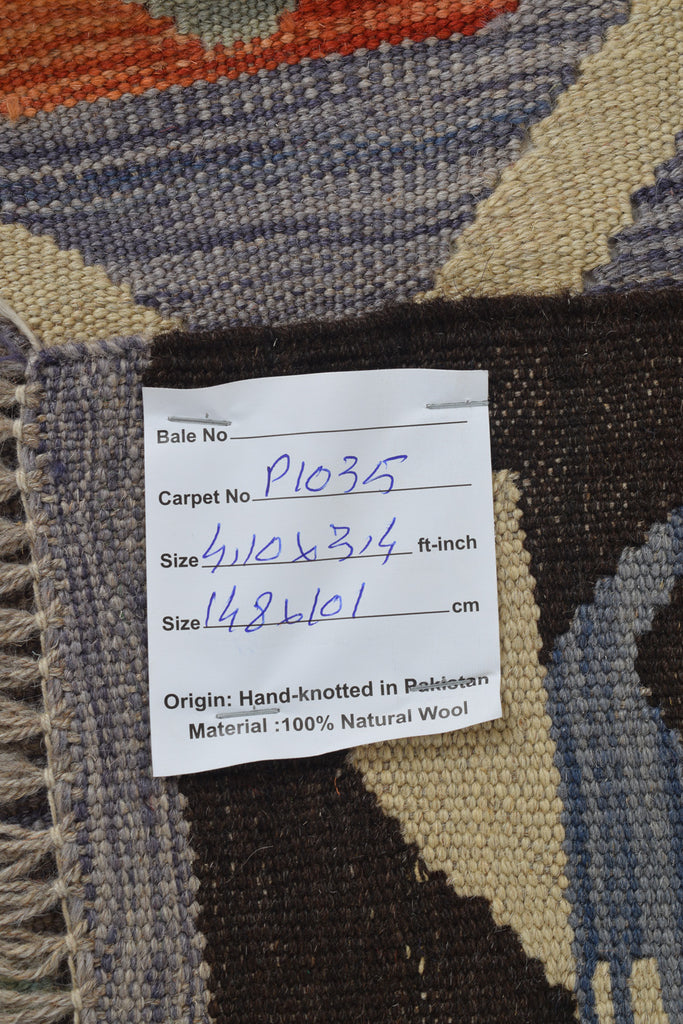 Bale No
Carpet No P1035
Size 4,10x3,4 ft-inch
Size 148x101 cm
Origin: Hand-knotted in Pakistan
Material :100% Natural Wool